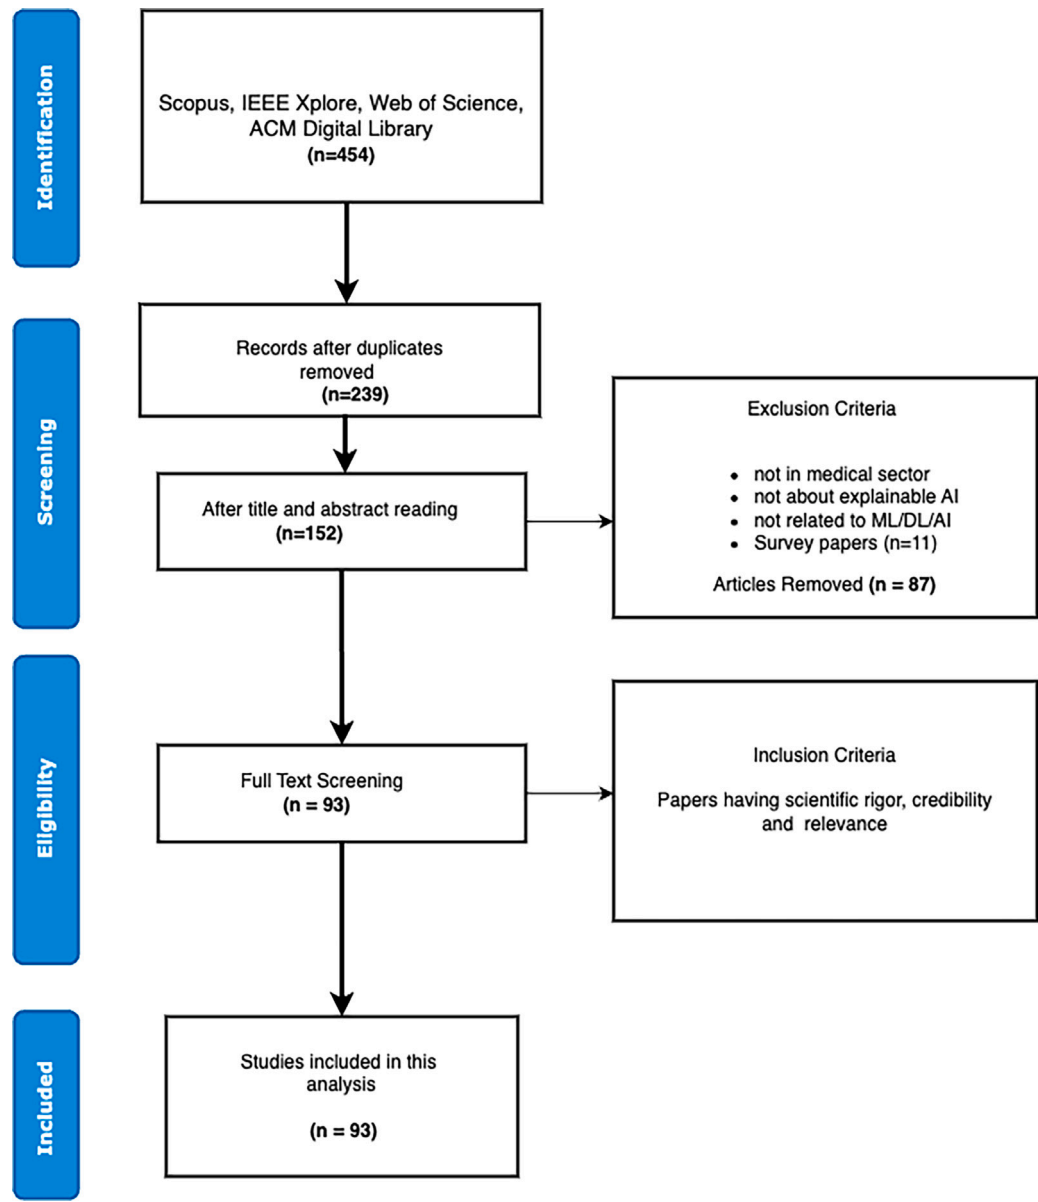 Identification
Scopus, IEEE Xplore, Web of Science,
ACM Digital Library
(n=454)
Screening
Records after duplicates
removed
(n=239)
After title and abstract reading
(n=152)
Exclusion Criteria
• not in medical sector
• not about explainable AI
• not related to ML/DL/AI
• Survey papers (n=11)
Articles Removed (n = 87)
Eligibility
Full Text Screening
(n = 93)
Inclusion Criteria
Papers having scientific rigor, credibility
and relevance
Included
Studies included in this
analysis
(n = 93)